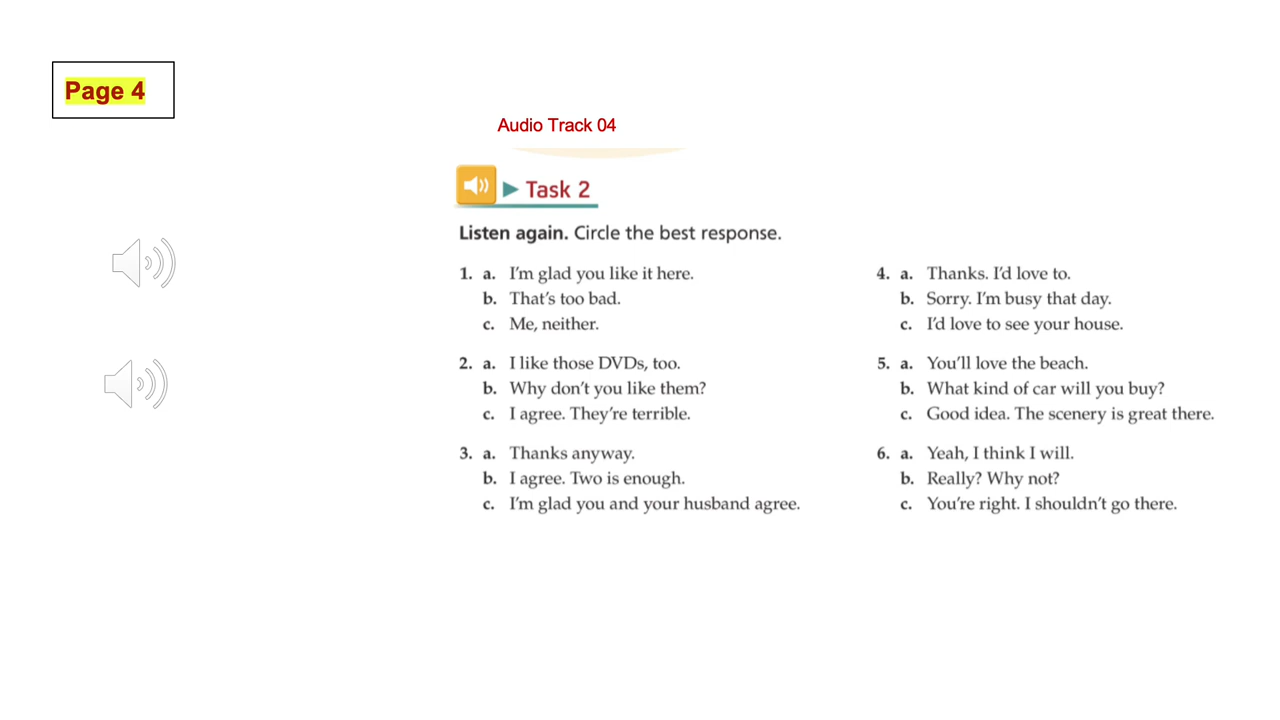 Page 4
Audio Track 04
Task 2
Listen again. Circle the best response.
1. a. I'm glad you like it here.
b. That's too bad.
c. Me, neither.
2. a. I like those DVDs, too.
b. Why don't you like them?
c. I agree. They're terrible.
3. a. Thanks anyway.
b. I agree. Two is enough.
c. I'm glad you and your husband agree.
4. a. Thanks. I'd love to.
b. Sorry. I'm busy that day.
c. I'd love to see your house.
5. a. You'll love the beach.
b. What kind of car will you buy?
c. Good idea. The scenery is great there.
6. a. Yeah, I think I will.
b. Really? Why not?
c. You're right. I shouldn't go there.